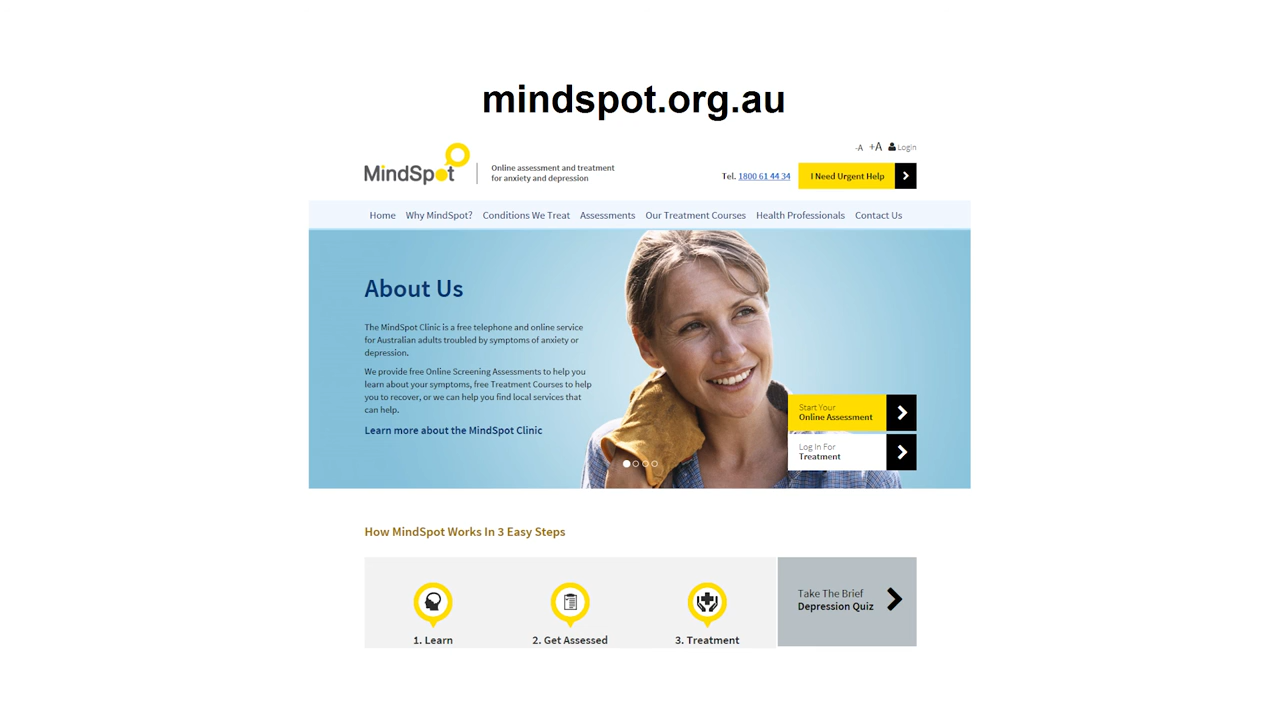 mindspot.org.au
-A +A Login
MindSpot
Online assessment and treatment
for anxiety and depression
Tel. 1800 61 44 34
I Need Urgent Help
Home Why MindSpot? Conditions We Treat Assessments Our Treatment Courses Health Professionals Contact Us
About Us
The MindSpot Clinic is a free telephone and online service
for Australian adults troubled by symptoms of anxiety or
depression.
We provide free Online Screening Assessments to help you
learn about your symptoms, free Treatment Courses to help
you to recover, or we can help you find local services that
can help.
Learn more about the MindSpot Clinic
Start Your
Online Assessment
Log In For
Treatment
How MindSpot Works In 3 Easy Steps
1. Learn
2. Get Assessed
3. Treatment
Take The Brief
Depression Quiz